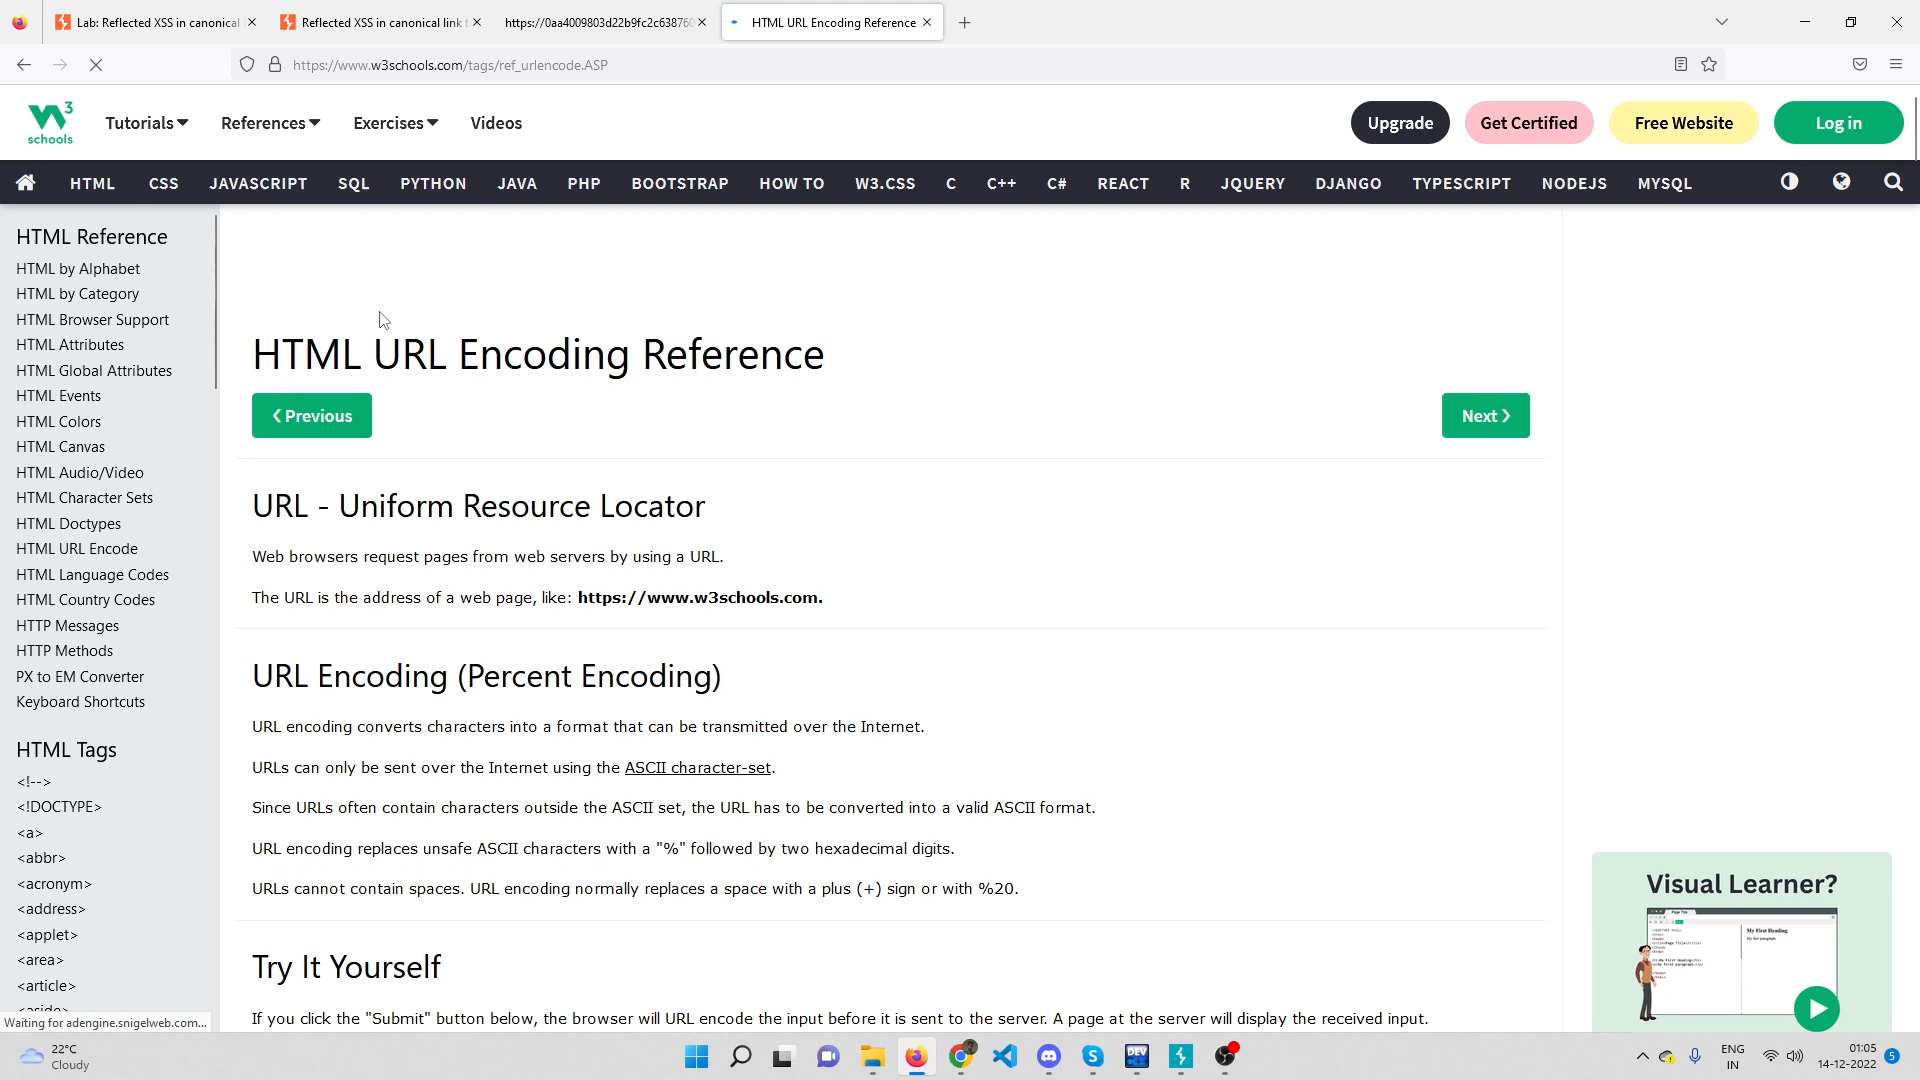 Lab: Reflected XSS in canonical
Reflected XSS in canonical link t
https://0aa4009803d22b9fc2c638760
HTML URL Encoding Reference
https://www.w3schools.com/tags/ref_urlencode.ASP
W3
schools
Tutorials
References
Exercises
Videos
Upgrade
Get Certified
Free Website
Log in
HTML
CSS
JAVASCRIPT
SQL
PYTHON
JAVA
PHP
BOOTSTRAP
HOW TO
W3.CSS
C
C++
C#
REACT
R
JQUERY
DJANGO
TYPESCRIPT
NODEJS
MYSQL
HTML Reference
HTML by Alphabet
HTML by Category
HTML Browser Support
HTML Attributes
HTML Global Attributes
HTML Events
HTML Colors
HTML Canvas
HTML Audio/Video
HTML Character Sets
HTML Doctypes
HTML URL Encode
HTML Language Codes
HTML Country Codes
HTTP Messages
HTTP Methods
PX to EM Converter
Keyboard Shortcuts
HTML Tags
<!-->
<!DOCTYPE>
<a>
<abbr>
<acronym>
<address>
<applet>
<area>
<article>
<aside>
Waiting for adengine.snigelweb.com...
HTML URL Encoding Reference
❮ Previous
Next ❯
URL - Uniform Resource Locator
Web browsers request pages from web servers by using a URL.
The URL is the address of a web page, like: https://www.w3schools.com.
URL Encoding (Percent Encoding)
URL encoding converts characters into a format that can be transmitted over the Internet.
URLs can only be sent over the Internet using the ASCII character-set.
Since URLs often contain characters outside the ASCII set, the URL has to be converted into a valid ASCII format.
URL encoding replaces unsafe ASCII characters with a "%" followed by two hexadecimal digits.
URLs cannot contain spaces. URL encoding normally replaces a space with a plus (+) sign or with %20.
Try It Yourself
If you click the "Submit" button below, the browser will URL encode the input before it is sent to the server. A page at the server will display the received input.
Visual Learner?
My First Heading
My first paragraph.
22°C
Cloudy
DEV
ENG
IN
01:05
14-12-2022
5